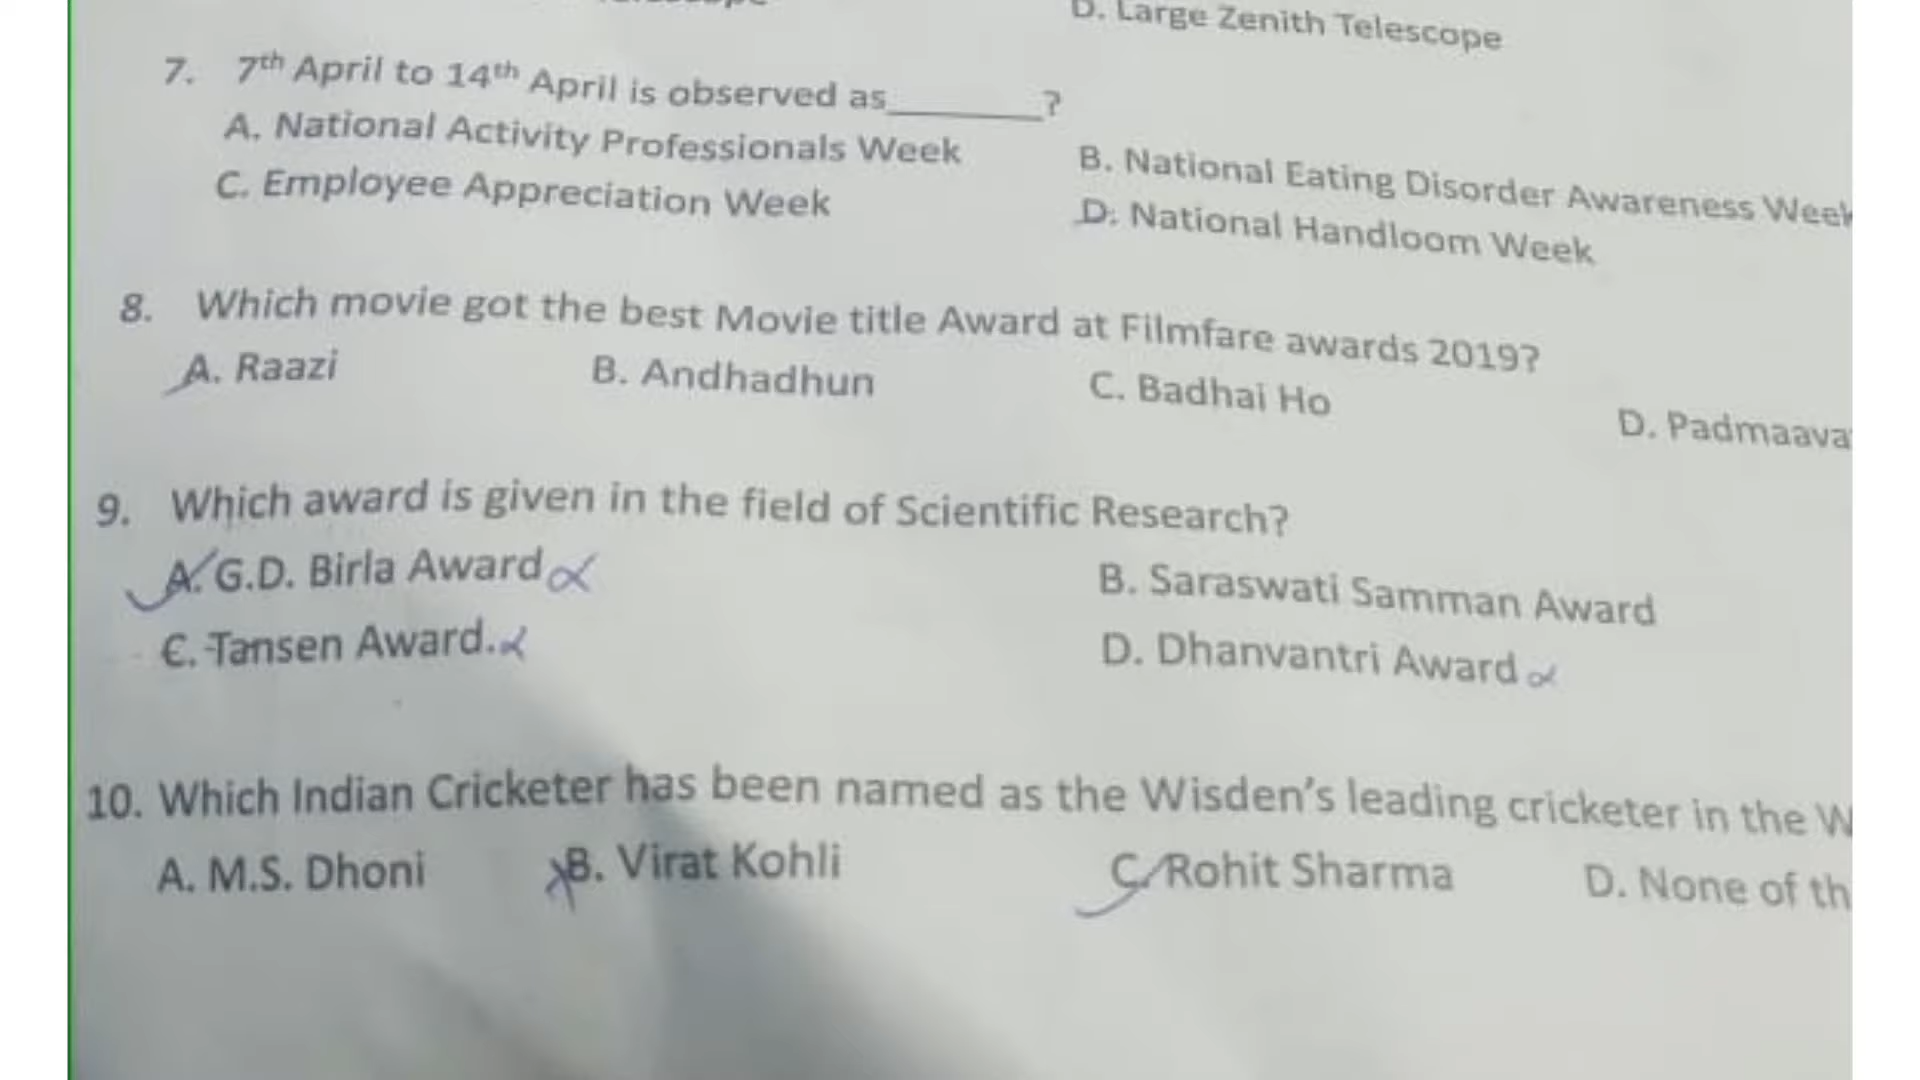 D. Large Zenith Telescope
7. 7th April to 14th April is observed as______?
A. National Activity Professionals Week
B. National Eating Disorder Awareness Week
C. Employee Appreciation Week
D. National Handloom Week
8. Which movie got the best Movie title Award at Filmfare awards 2019?
A. Raazi B. Andhadhun C. Badhai Ho D. Padmaava
9. Which award is given in the field of Scientific Research?
A. G.D. Birla Award B. Saraswati Samman Award
C. Tansen Award. D. Dhanvantri Award
10. Which Indian Cricketer has been named as the Wisden's leading cricketer in the W
A. M.S. Dhoni B. Virat Kohli C. Rohit Sharma D. None of th